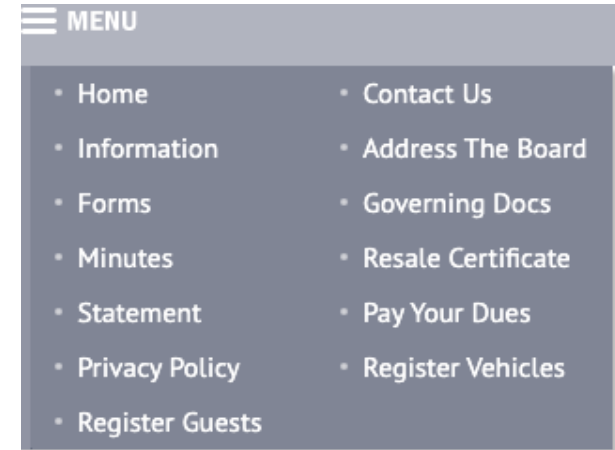 MENU
Home
Information
Forms
Minutes
Statement
Privacy Policy
Register Guests
Contact Us
Address The Board
Governing Docs
Resale Certificate
Pay Your Dues
Register Vehicles